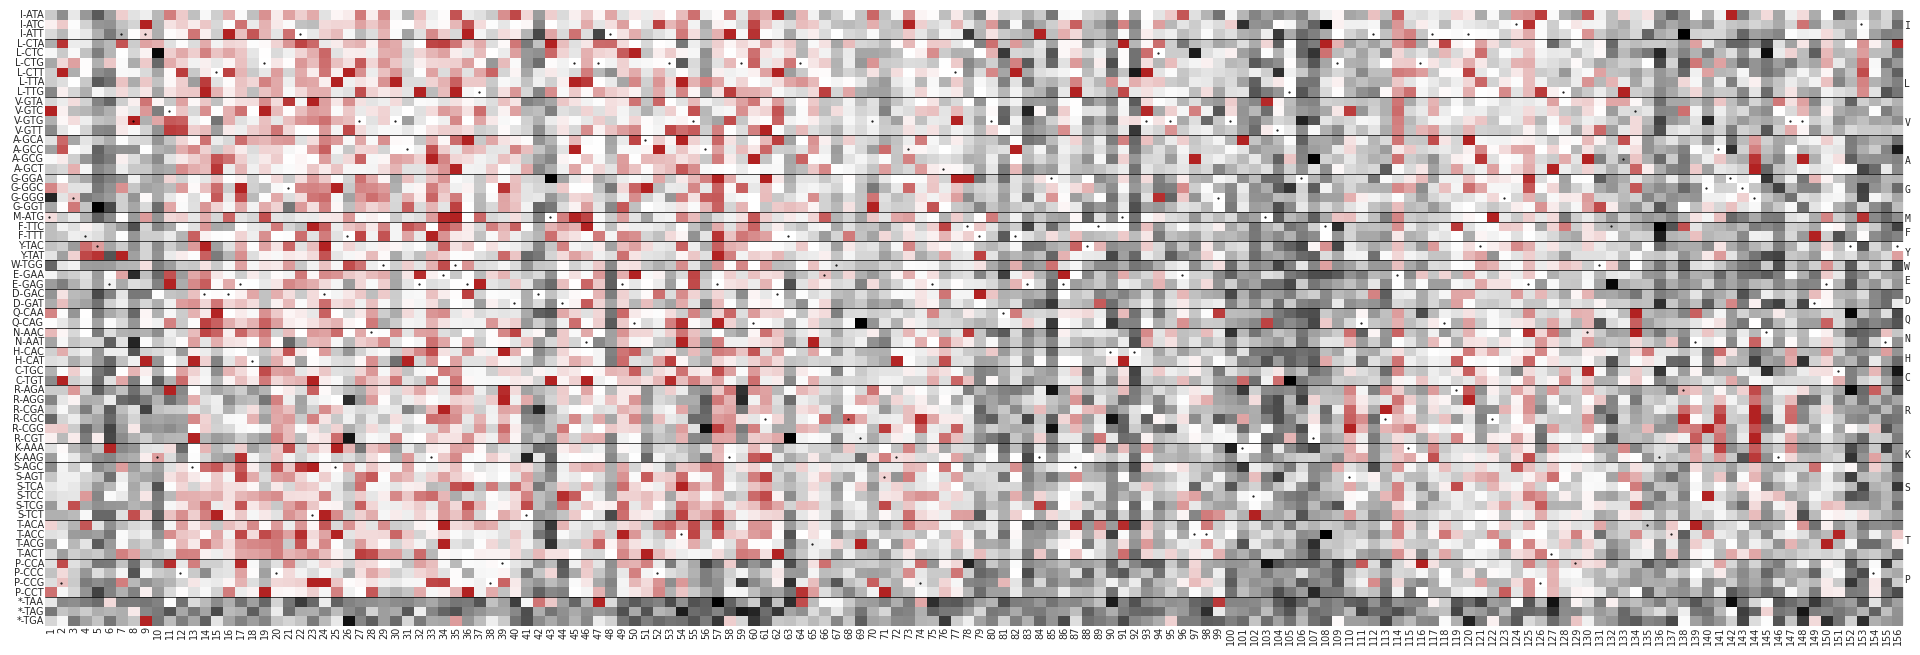 I-ATA
I-ATC
I
I-ATT
L-CTA
L-CTC
L-CTG
L-CTT
L-TTA
L
L-TTG
V-GTA
V-GTC
V-GTG
V
V-GTT
A-GCA
A-GCC
A-GCG
A
A-GCT
G-GGA
G-GGC
G
G-GGG
G-GGT
M-ATG
M
F-TTC
F
F-TTT
Y-TAC
Y
Y-TAT
W-TGG
W
E-GAA
E
E-GAG
D-GAC
D
D-GAT
Q-CAA
Q
Q-CAG
N-AAC
N
N-AAT
H-CAC
H
H-CAT
C-TGC
C
C-TGT
R-AGA
R-AGG
R-CGA
R
R-CGC
R-CGG
R-CGT
K-AAA
K
K-AAG
S-AGC
S-AGT
S-TCA
S
S-TCC
S-TCG
S-TCT
T-ACA
T-ACC
T
T-ACG
T-ACT
P-CCA
P-CCC
P
P-CCG
P-CCT
*-TAA
*-TAG
*-TGA
1 2 3 4 5 6 7 8 9 10 11 12 13 14 15 16 17 18 19 20 21 22 23 24 25 26 27 28 29 30 31 32 33 34 35 36 37 38 39 40 41 42 43 44 45 46 47 48 49 50 51 52 53 54 55 56 57 58 59 60 61 62 63 64 65 66 67 68 69 70 71 72 73 74 75 76 77 78 79 80 81 82 83 84 85 86 87 88 89 90 91 92 93 94 95 96 97 98 99 100 101 102 103 104 105 106 107 108 109 110 111 112 113 114 115 116 117 118 119 120 121 122 123 124 125 126 127 128 129 130 131 132 133 134 135 136 137 138 139 140 141 142 143 144 145 146 147 148 149 150 151 152 153 154 155 156